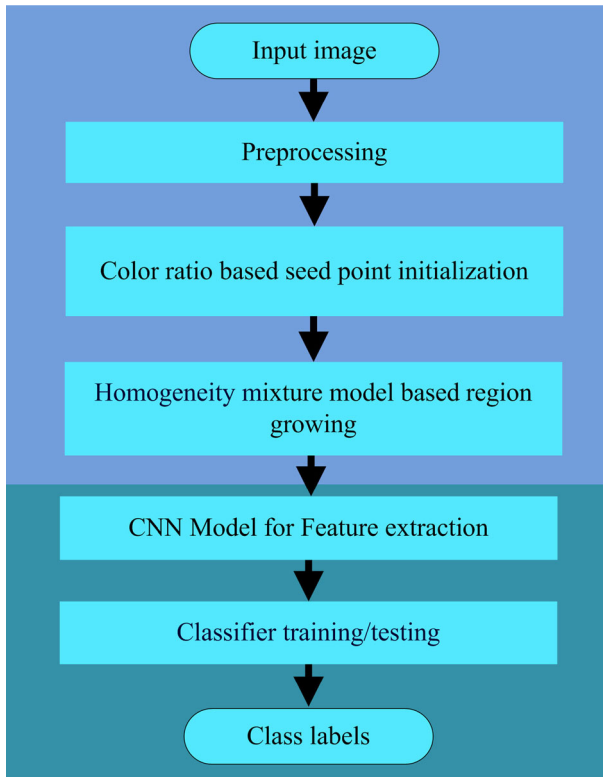 Input image
Preprocessing
Color ratio based seed point initialization
Homogeneity mixture model based region
growing
CNN Model for Feature extraction
Classifier training/testing
Class labels